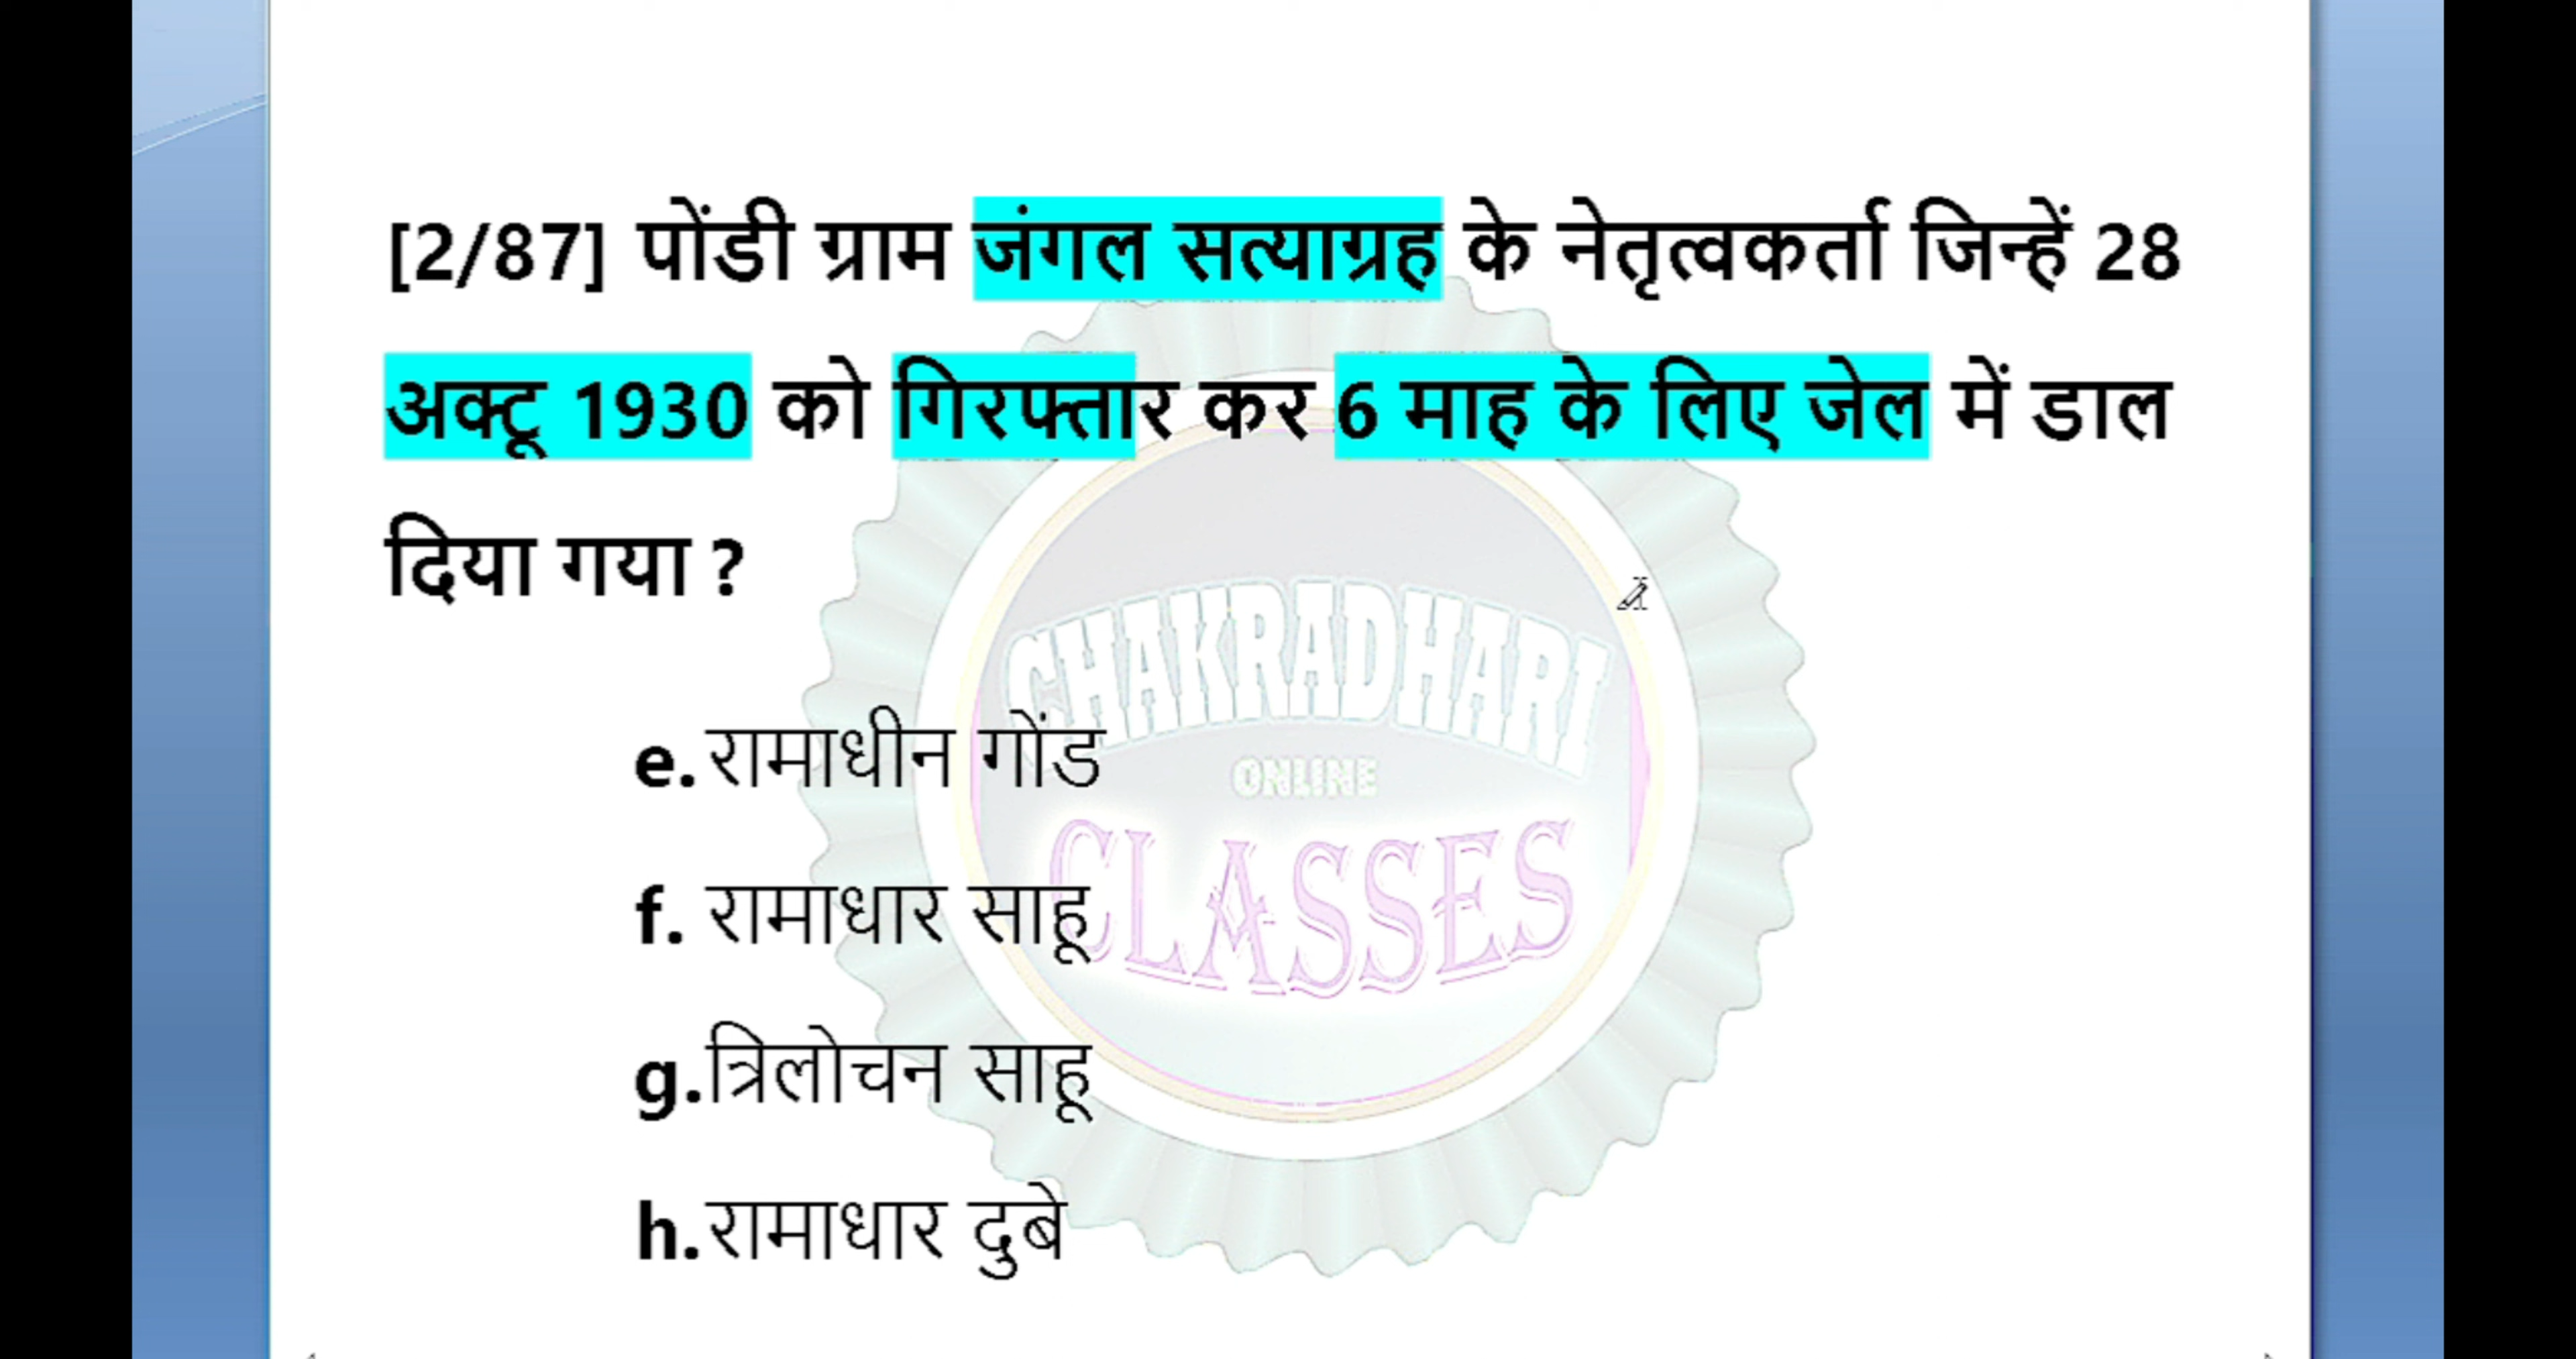 [2/87] पोंडी ग्राम जंगल सत्याग्रह के नेतृत्वकर्ता जिन्हें 28
अक्टू 1930 को गिरफ्तार कर 6 माह के लिए जेल में डाल
दिया गया ?
CHAKRADHARI
ONLINE
CLASSES
e. रामाधीन गोंड
f. रामाधार साहू
g. त्रिलोचन साहू
h. रामाधार दुबे